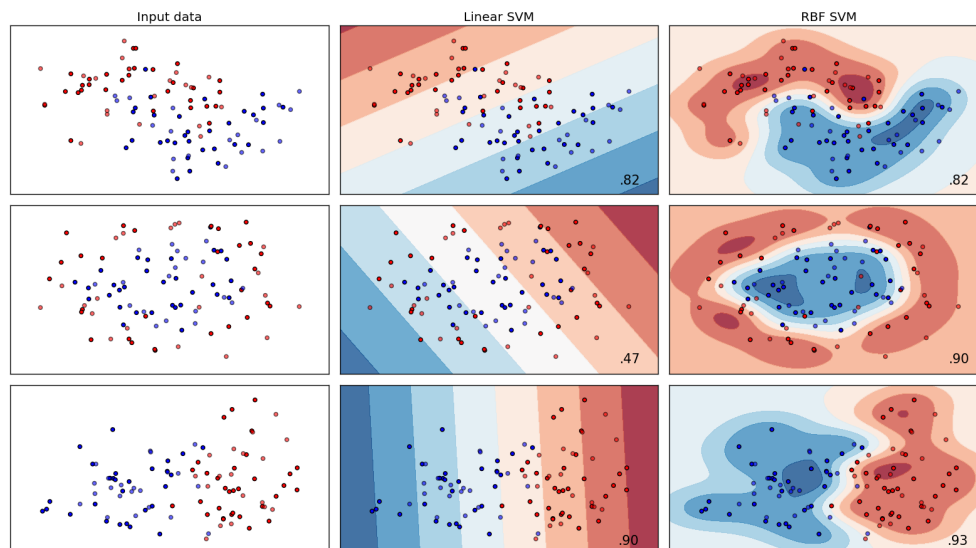 Input data
Linear SVM
RBF SVM
.82
.82
.47
.90
.90
.93